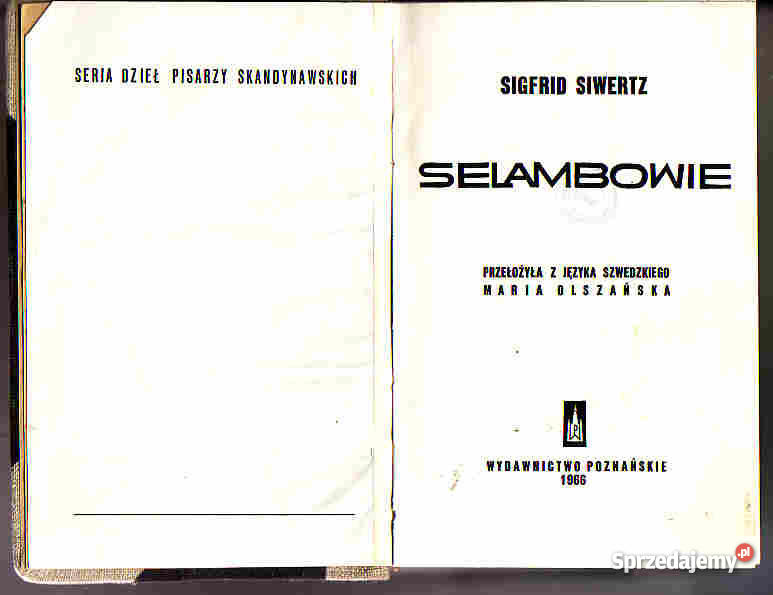 SERIA DZIEŁ PISARZY SKANDYNAWSKICH
SIGFRID SIWERTZ
SELAMBOWIE
PRZEŁOŻYŁA Z JĘZYKA SZWEDZKIEGO
MARIA OLSZAŃSKA
WYDAWNICTWO POZNAŃSKIE
1966
Sprzedajemy.pl